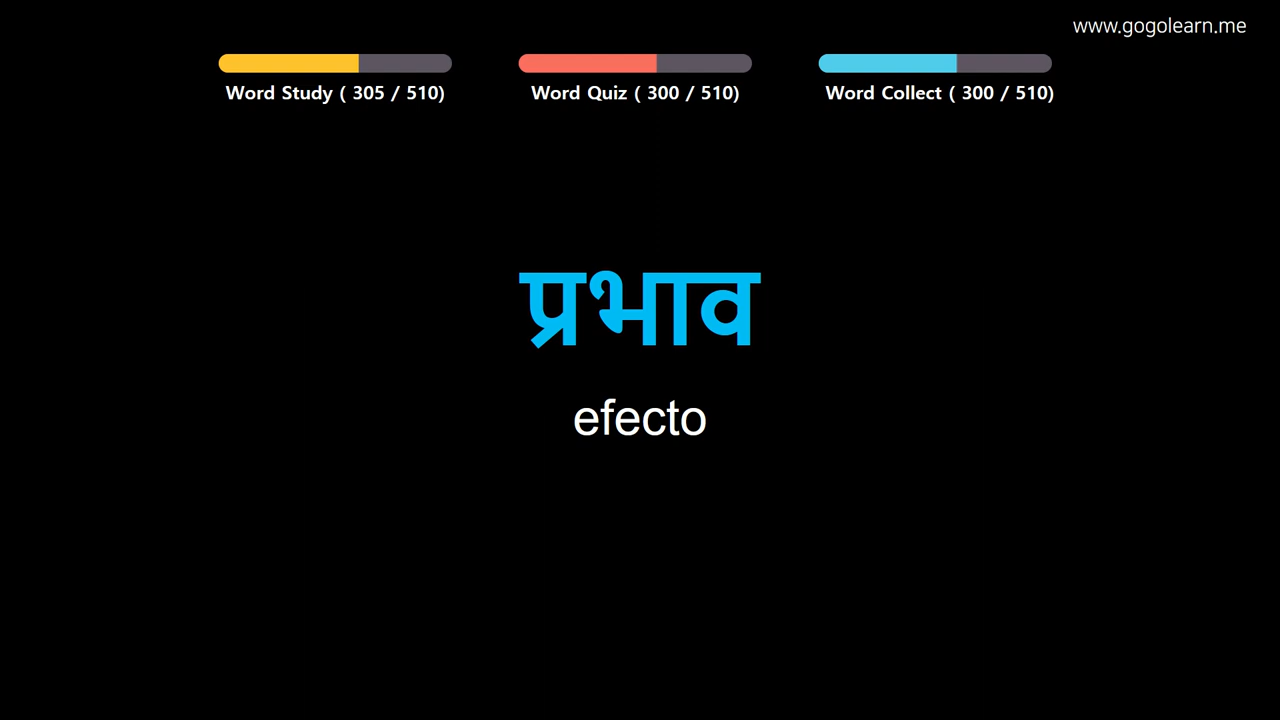 www.gogolearn.me
Word Study ( 305 / 510) Word Quiz ( 300 / 510) Word Collect ( 300 / 510)
प्रभाव
efecto